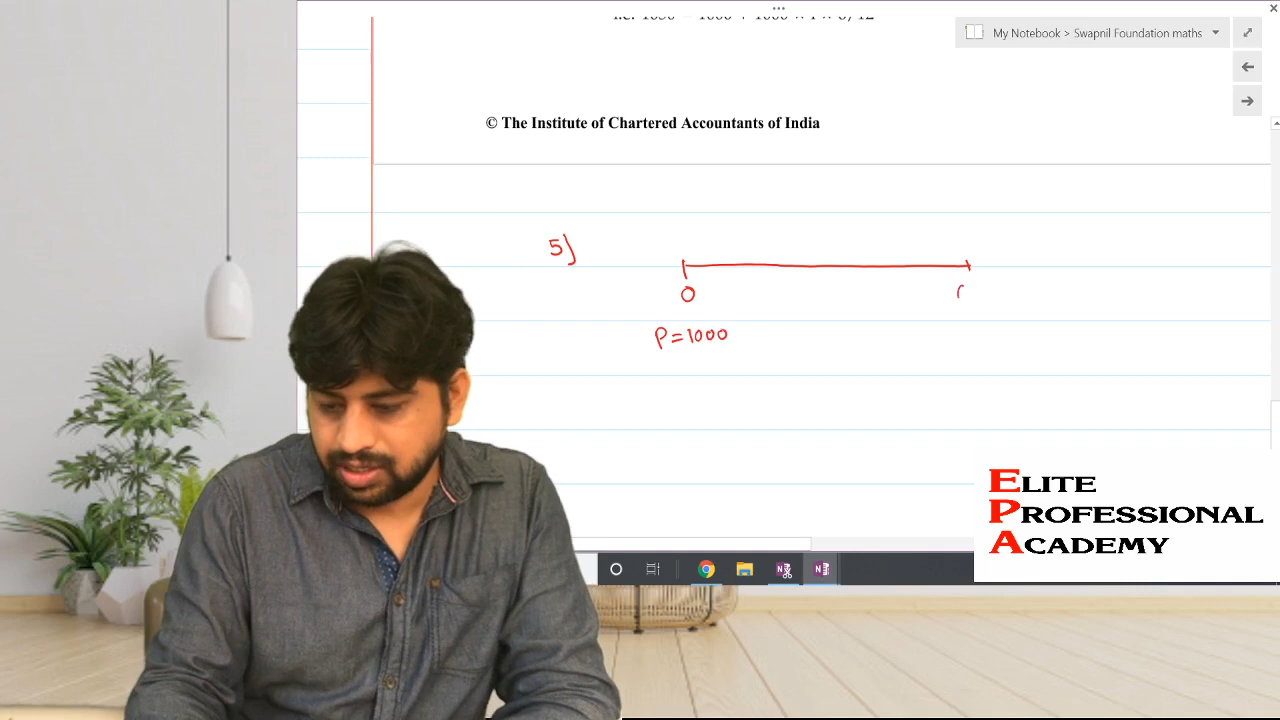 My Notebook > Swapnil Foundation maths
© The Institute of Chartered Accountants of India
5)
0
P=1000
ELITE
PROFESSIONAL
ACADEMY